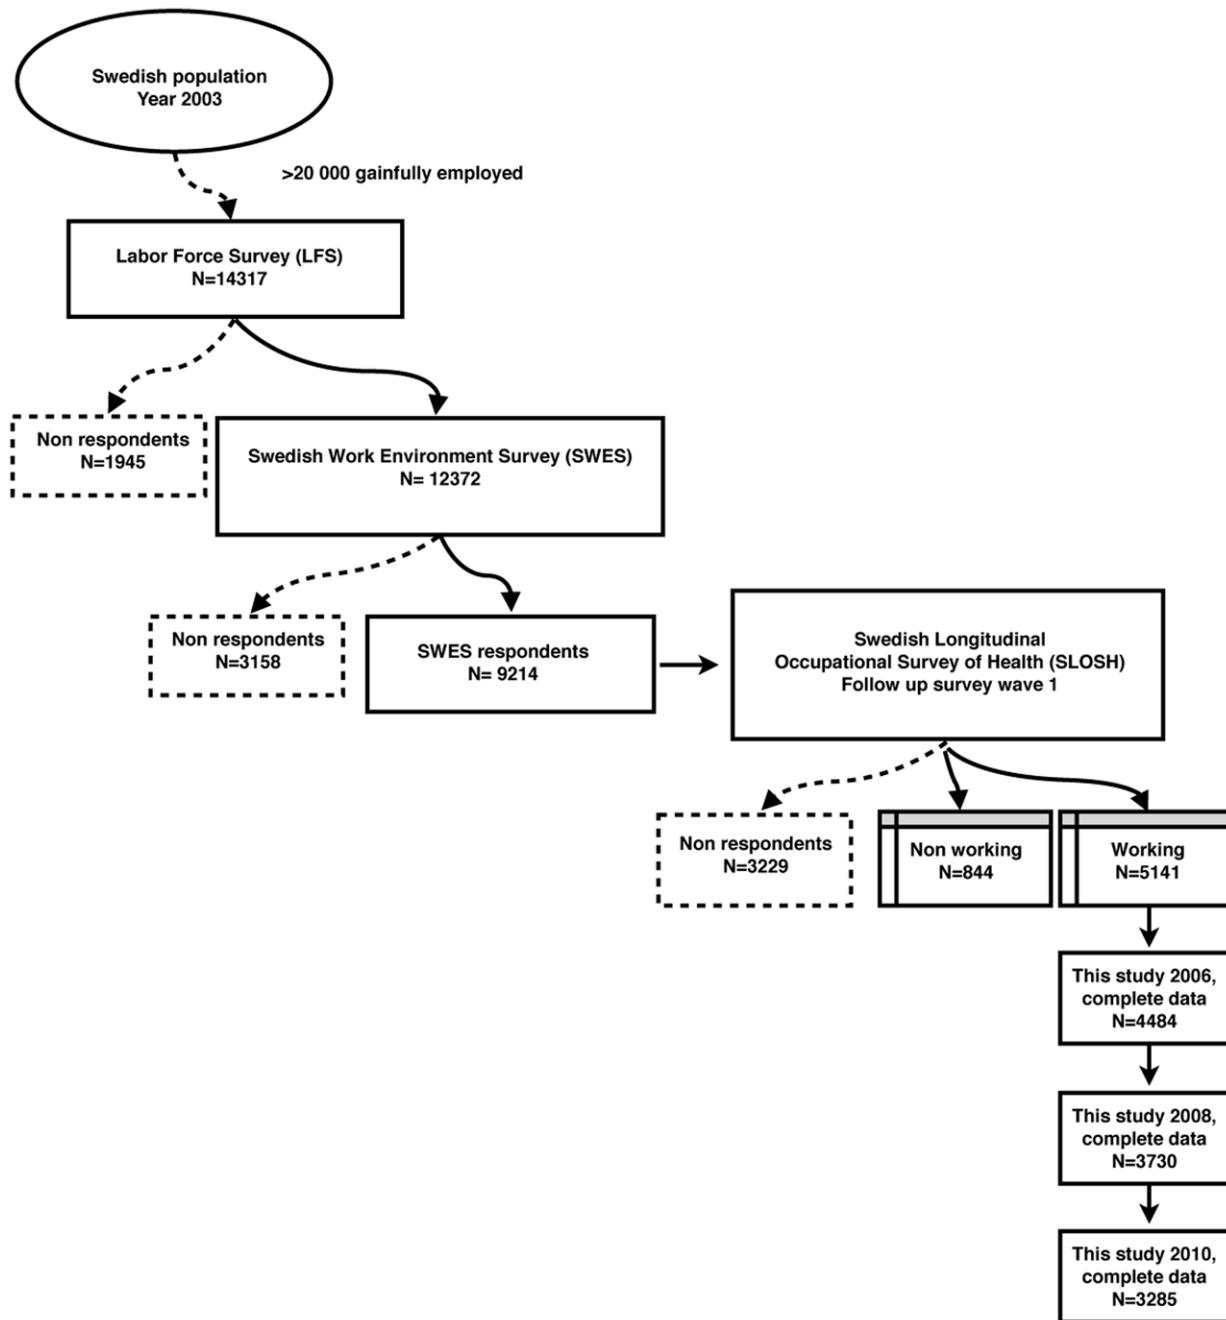 Swedish population
Year 2003
>20 000 gainfully employed
Labor Force Survey (LFS)
N=14317
Non respondents
N=1945
Swedish Work Environment Survey (SWES)
N= 12372
Non respondents
N=3158
SWES respondents
N= 9214
Swedish Longitudinal
Occupational Survey of Health (SLOSH)
Follow up survey wave 1
Non respondents
N=3229
Non working
N=844
Working
N=5141
This study 2006,
complete data
N=4484
This study 2008,
complete data
N=3730
This study 2010,
complete data
N=3285